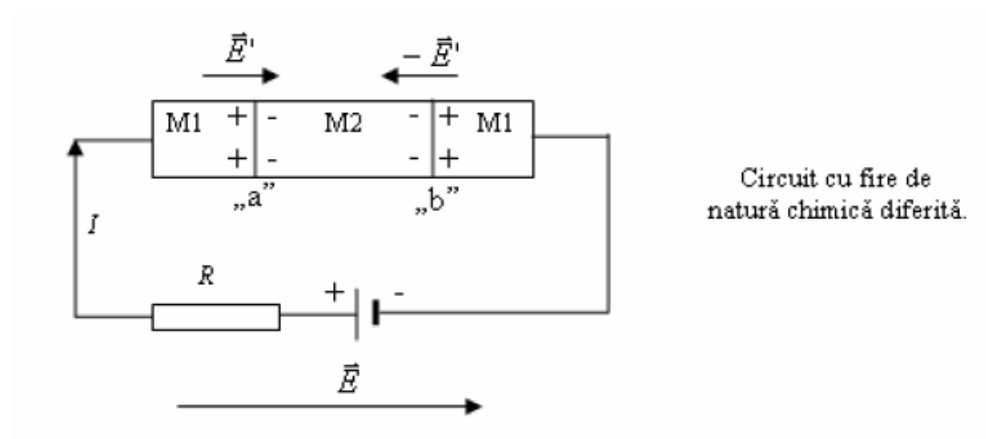 E⃗'
− E⃗'
M1 + - M2 - + M1
+ - - +
„a” „b”
Circuit cu fire de
natură chimică diferită.
I
R
+ -
E⃗